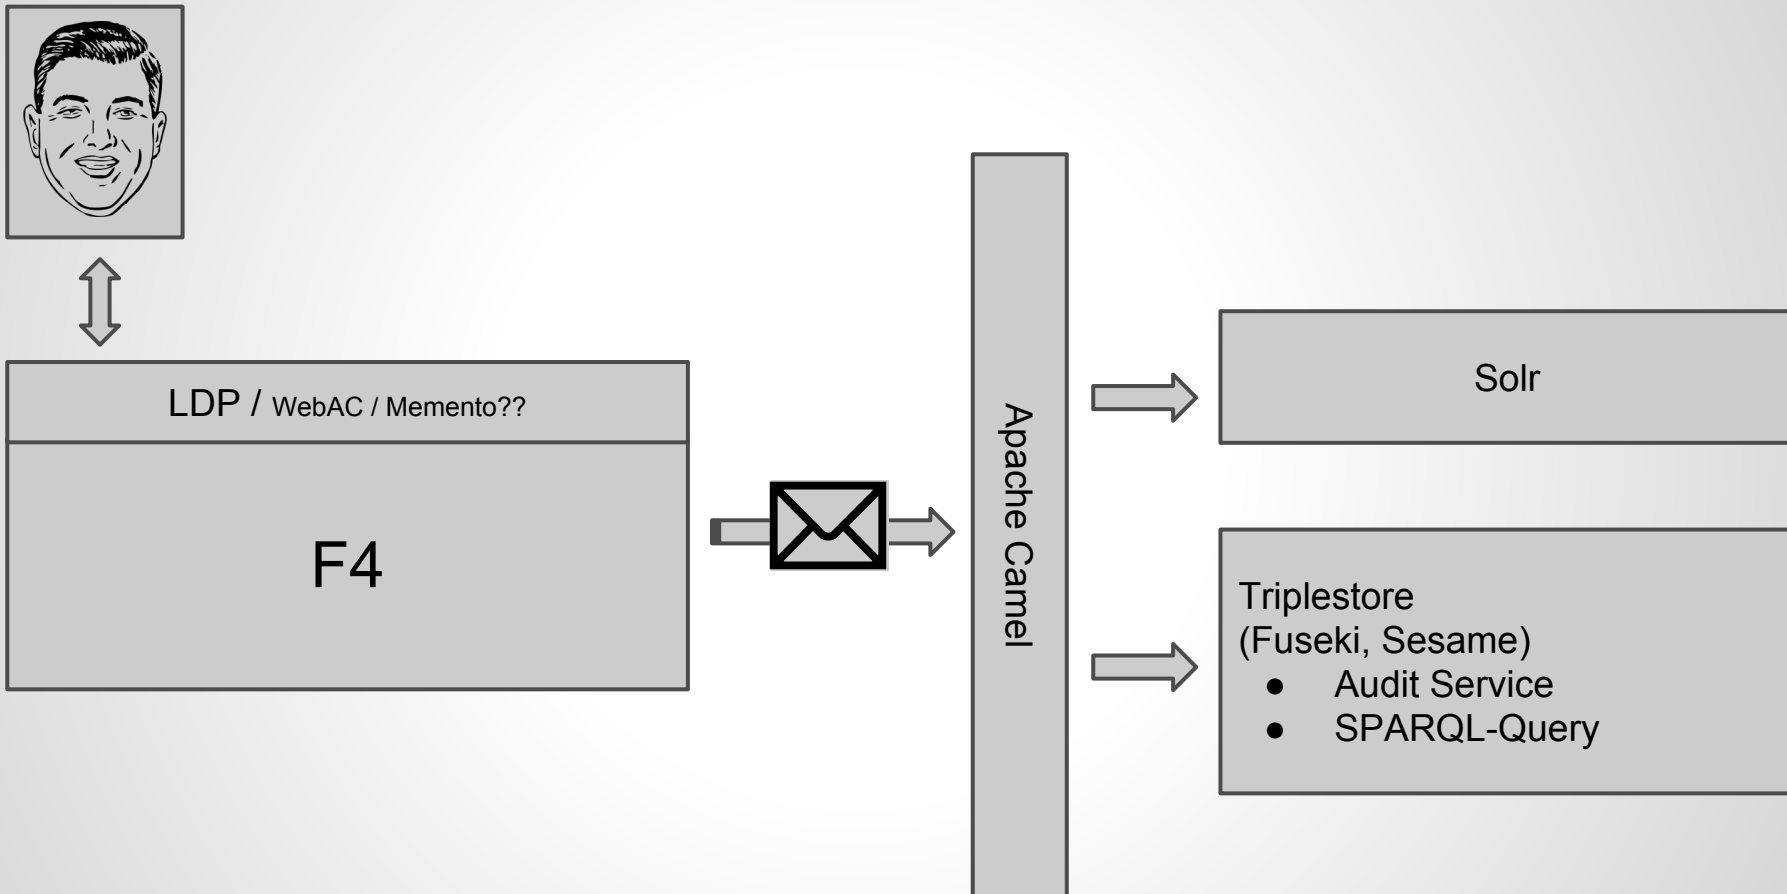 LDP / WebAC / Memento??
F4
Apache Camel
Solr
Triplestore
(Fuseki, Sesame)
● Audit Service
● SPARQL-Query